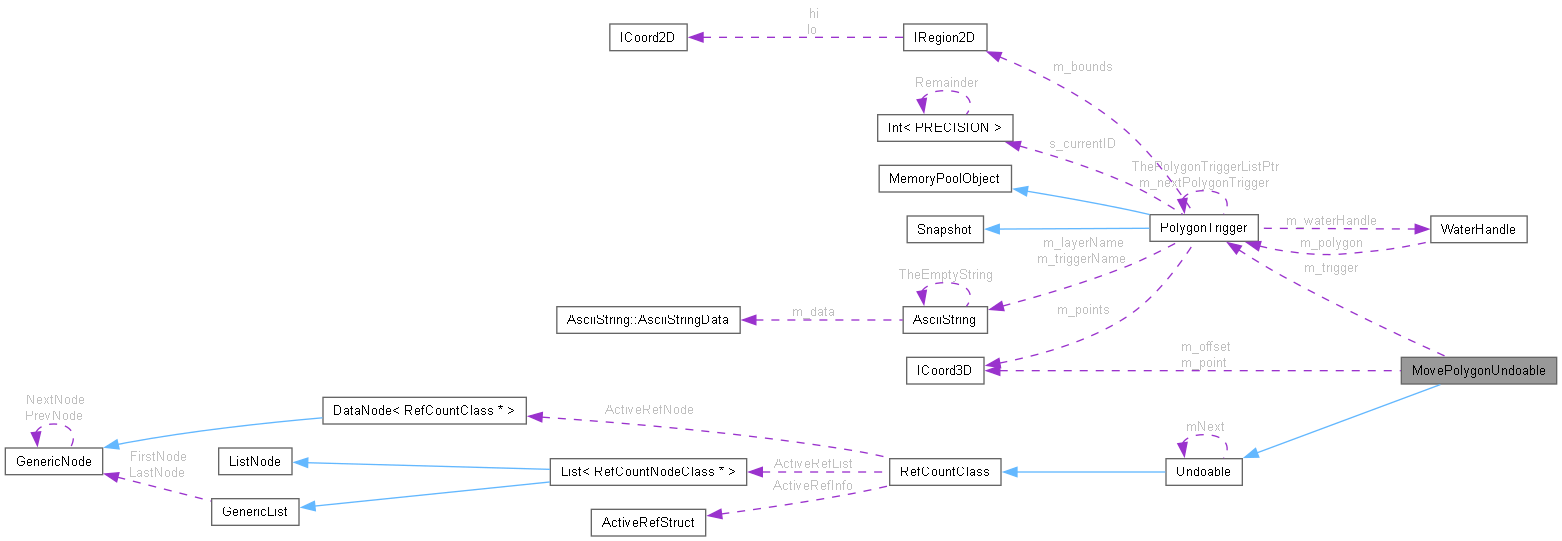 hi
lo
ICoord2D
IRegion2D
m_bounds
Remainder
Int< PRECISION >
s_currentID
MemoryPoolObject
ThePolygonTriggerListPtr
m_nextPolygonTrigger
Snapshot
PolygonTrigger
m_waterHandle
WaterHandle
m_polygon
m_layerName
m_triggerName
m_trigger
TheEmptyString
AsciiString::AsciiStringData
m_data
AsciiString
m_points
m_offset
m_point
ICoord3D
MovePolygonUndoable
NextNode
PrevNode
DataNode< RefCountClass * >
ActiveRefNode
mNext
GenericNode
FirstNode
LastNode
ListNode
List< RefCountNodeClass * >
ActiveRefList
RefCountClass
Undoable
ActiveRefInfo
GenericList
ActiveRefStruct